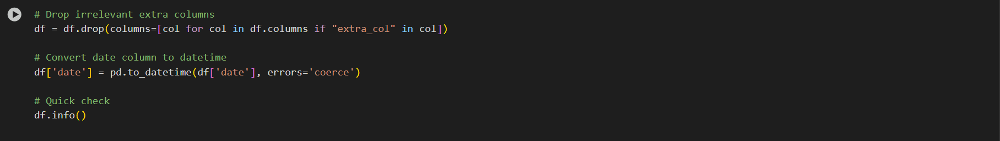 # Drop irrelevant extra columns
df = df.drop(columns=[col for col in df.columns if "extra_col" in col])
# Convert date column to datetime
df['date'] = pd.to_datetime(df['date'], errors='coerce')
# Quick check
df.info()